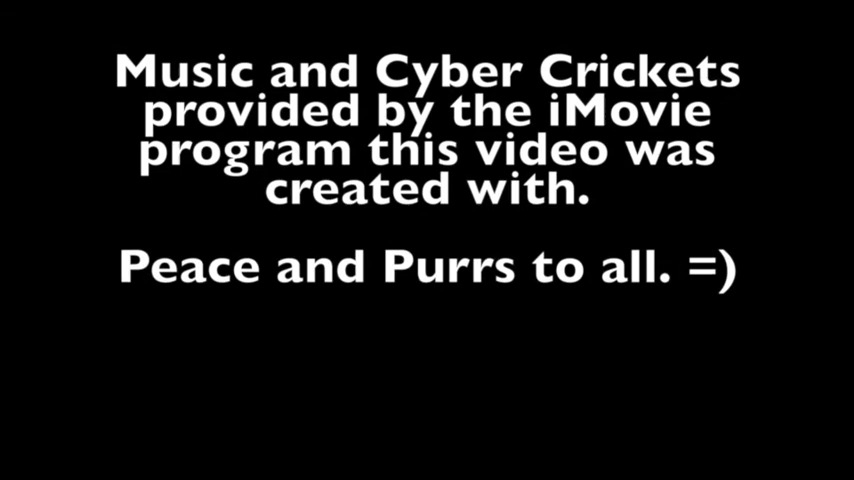 Music and Cyber Crickets
provided by the iMovie
program this video was
created with.
Peace and Purrs to all. =)